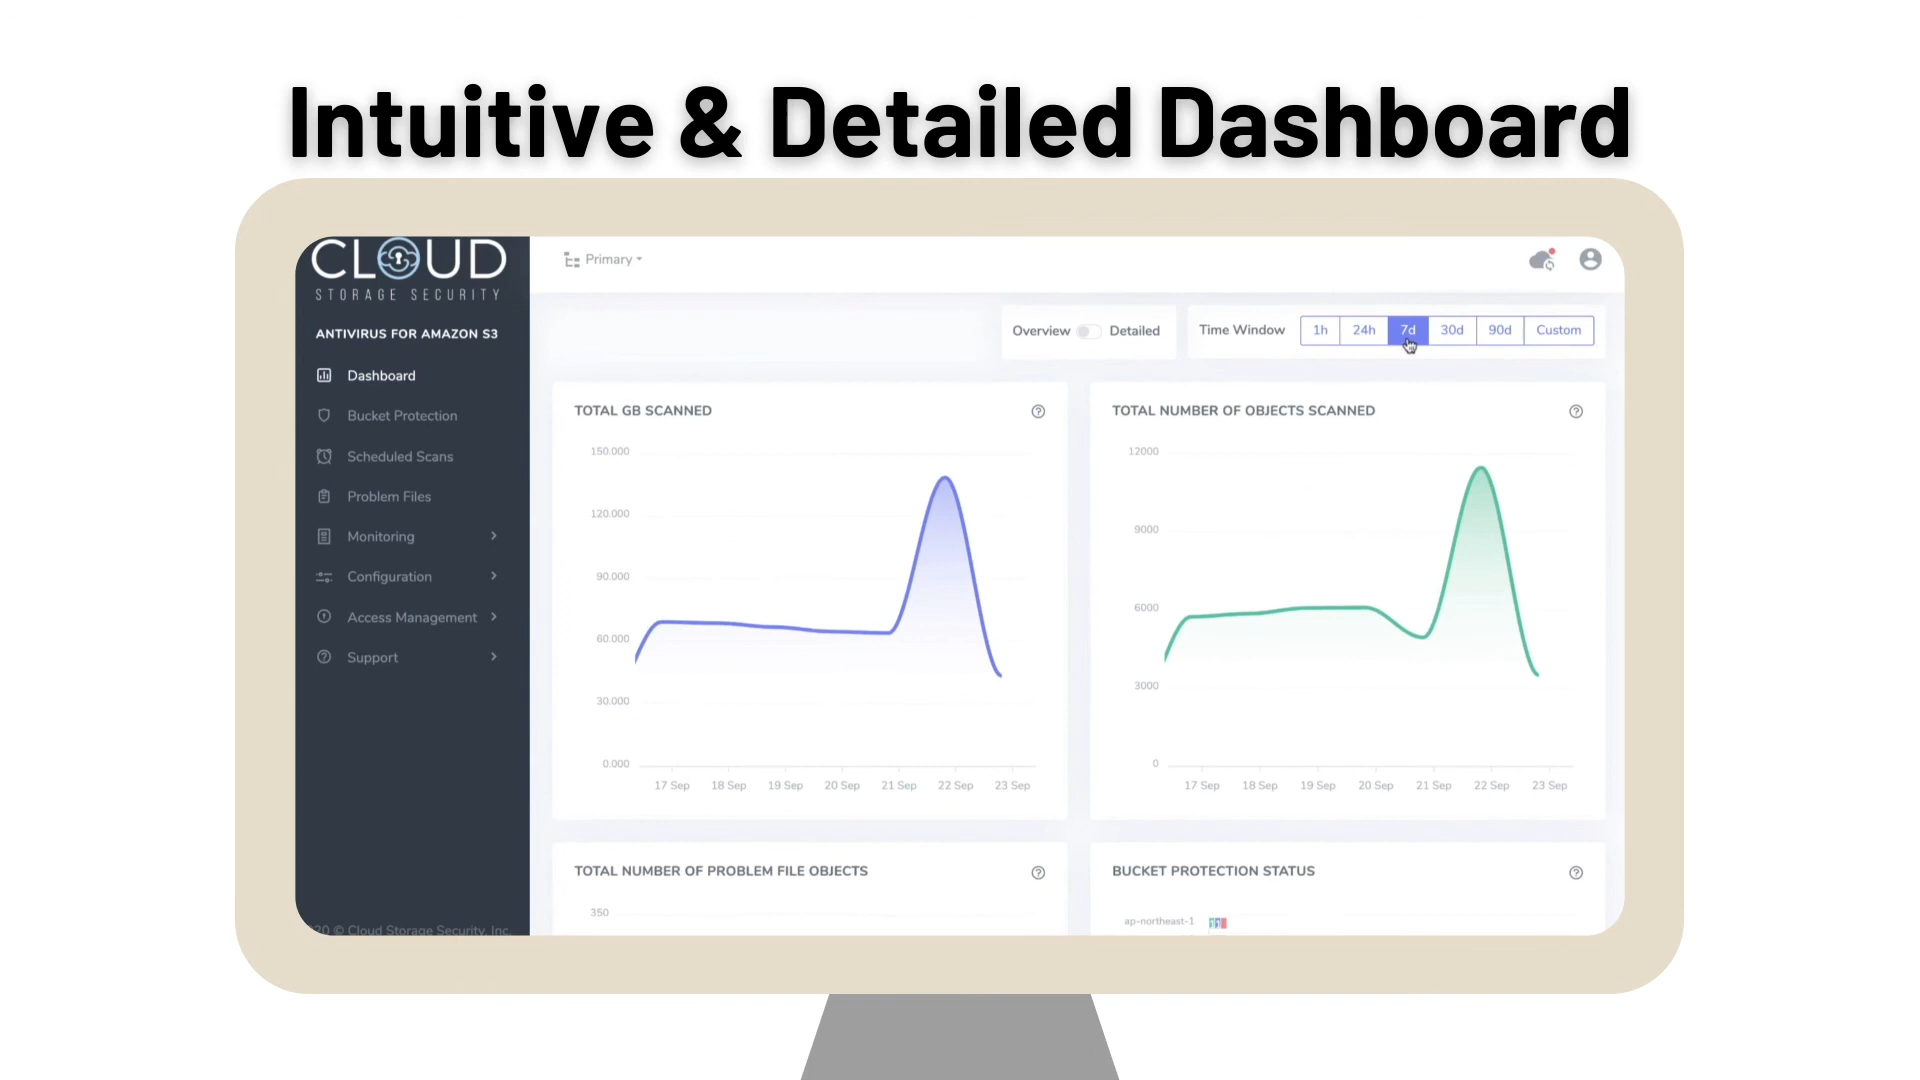 Intuitive & Detailed Dashboard
CLOUD
STORAGE SECURITY
ANTIVIRUS FOR AMAZON S3
Dashboard
Bucket Protection
Scheduled Scans
Problem Files
Monitoring
Configuration
Access Management
Support
20 © Cloud Storage Security, Inc.
Primary
Overview Detailed
Time Window 1h 24h 7d 30d 90d Custom
TOTAL GB SCANNED
150.000
120.000
90.000
60.000
30.000
0.000
17 Sep 18 Sep 19 Sep 20 Sep 21 Sep 22 Sep 23 Sep
TOTAL NUMBER OF OBJECTS SCANNED
12000
9000
6000
3000
0
17 Sep 18 Sep 19 Sep 20 Sep 21 Sep 22 Sep 23 Sep
TOTAL NUMBER OF PROBLEM FILE OBJECTS
350
BUCKET PROTECTION STATUS
ap-northeast-1